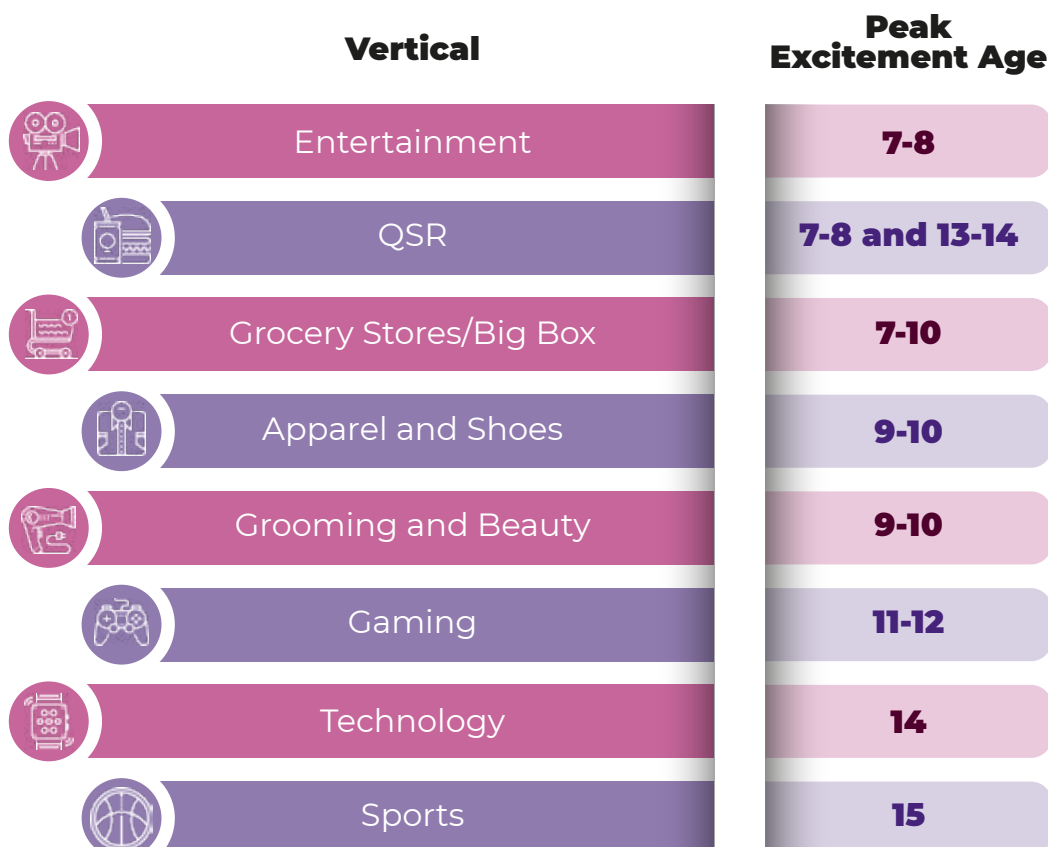 Vertical
Peak
Excitement Age
Entertainment
7-8
QSR
7-8 and 13-14
Grocery Stores/Big Box
7-10
Apparel and Shoes
9-10
Grooming and Beauty
9-10
Gaming
11-12
Technology
14
Sports
15